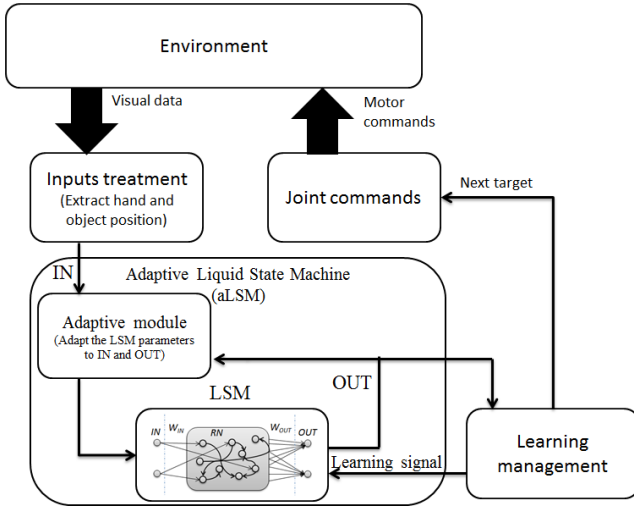 Environment
Visual data
Motor
commands
Inputs treatment
(Extract hand and
object position)
Joint commands
Next target
IN
Adaptive Liquid State Machine
(aLSM)
Adaptive module
(Adapt the LSM parameters
to IN and OUT)
OUT
LSM
IN
W_IN
RN
W_OUT
OUT
Learning signal
Learning
management